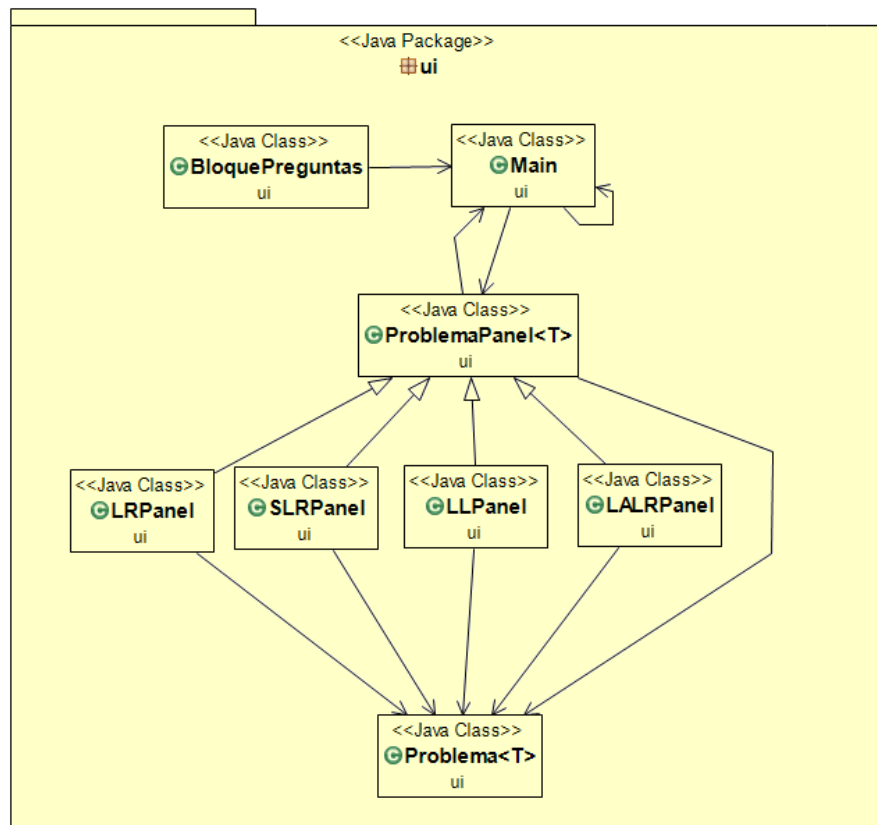 <<Java Package>>
ui
<<Java Class>>
BloquePreguntas
ui
<<Java Class>>
Main
ui
<<Java Class>>
ProblemaPanel<T>
ui
<<Java Class>>
LRPanel
ui
<<Java Class>>
SLRPanel
ui
<<Java Class>>
LLPanel
ui
<<Java Class>>
LALRPanel
ui
<<Java Class>>
Problema<T>
ui